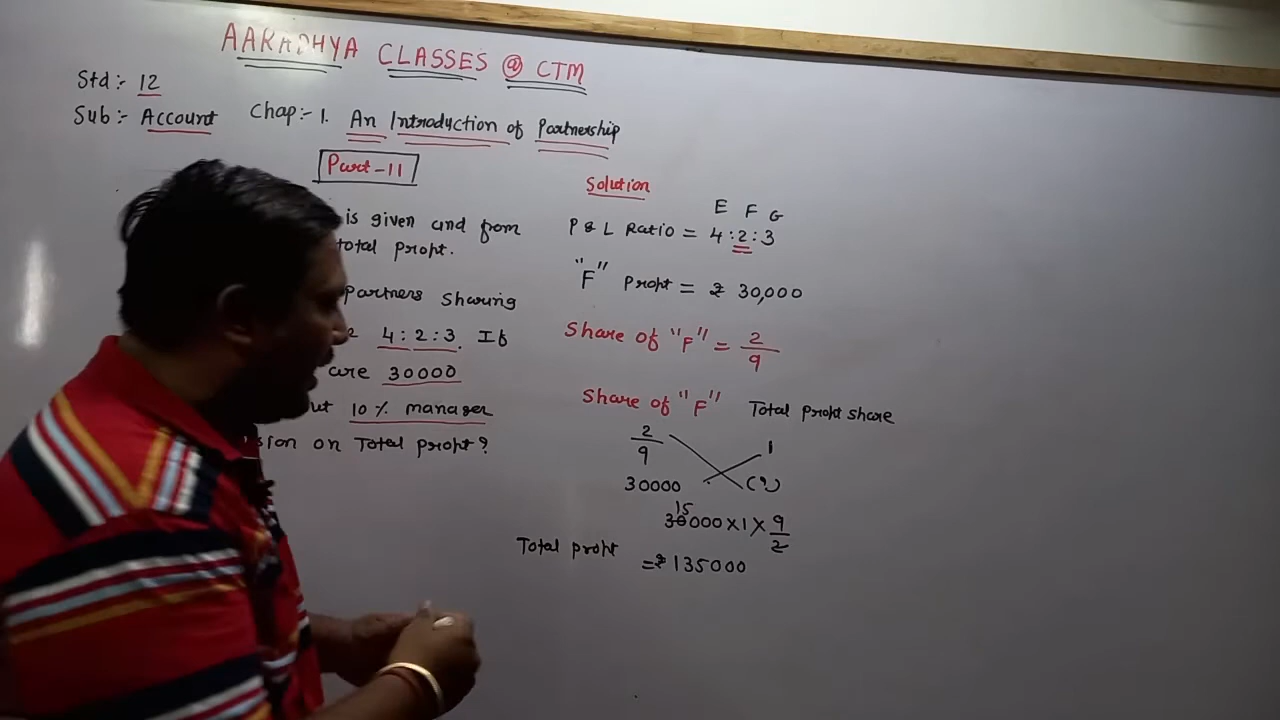 AARADHYA CLASSES @ CTM
Std :- 12
Sub :- Account Chap :- 1. An Introduction of Partnership
Part-11
is given and from
total profit.
Partners Sharing
4 : 2 : 3. If
are 30000
10 % manager
on Total profit?
Solution
E F G
P & L Ratio = 4 : 2 : 3
"F" Profit = ₹ 30,000
Share of "F" = 2/9
Share of "F" Total Profit share
2/9 1
30000 (?)
15
30000 × 1 × 9/2
Total profit
= ₹ 135000